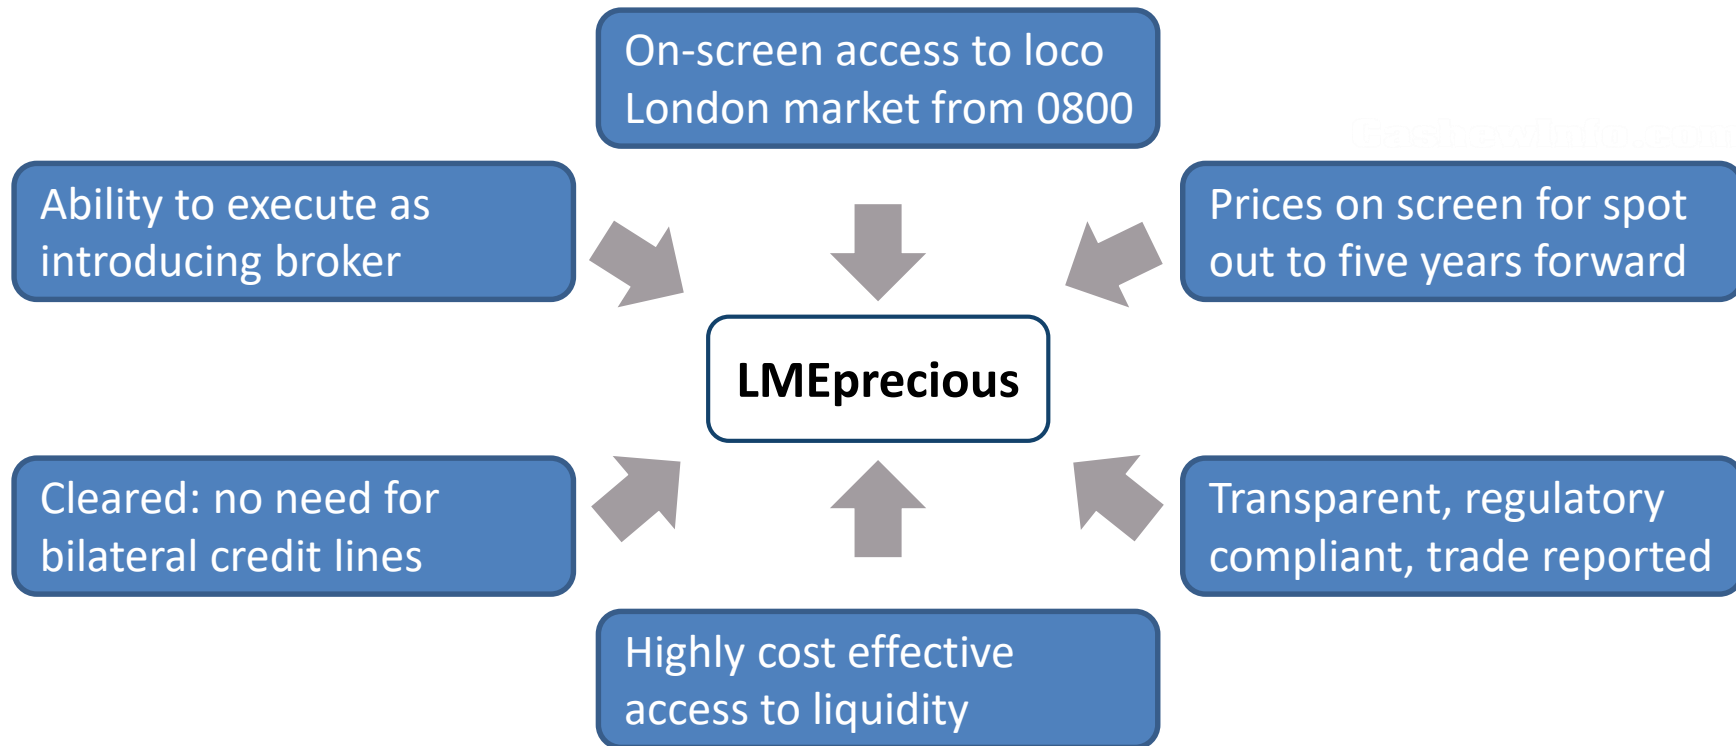 On-screen access to loco
London market from 0800
Ability to execute as
introducing broker
Prices on screen for spot
out to five years forward
LMEprecious
Cleared: no need for
bilateral credit lines
Transparent, regulatory
compliant, trade reported
Highly cost effective
access to liquidity